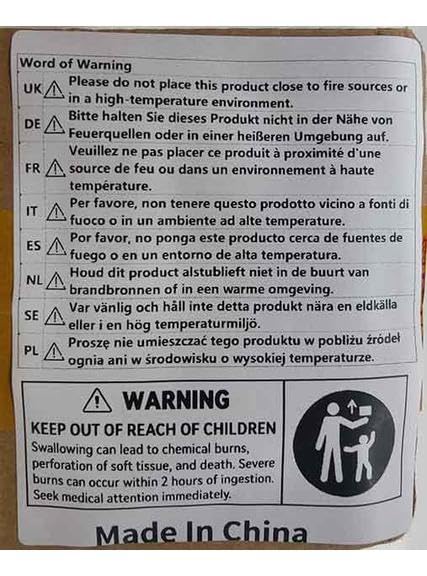 Word of Warning
UK Please do not place this product close to fire sources or
in a high-temperature environment.
DE Bitte halten Sie dieses Produkt nicht in der Nähe von
Feuerquellen oder in einer heißeren Umgebung auf.
Veuillez ne pas placer ce produit à proximité d'une
FR source de feu ou dans un environnement à haute
température.
IT Per favore, non tenere questo prodotto vicino a fonti di
fuoco o in un ambiente ad alte temperature.
ES Por favor, no ponga este producto cerca de fuentes de
fuego o en un entorno de alta temperatura.
NL Houd dit product alstublieft niet in de buurt van
brandbronnen of in een warme omgeving.
SE Var vänlig och håll inte detta produkt nära en eldkälla
eller i en hög temperaturmiljö.
PL Proszę nie umieszczać tego produktu w pobliżu źródeł
ognia ani w środowisku o wysokiej temperaturze.
WARNING
KEEP OUT OF REACH OF CHILDREN
Swallowing can lead to chemical burns,
perforation of soft tissue, and death. Severe
burns can occur within 2 hours of ingestion.
Seek medical attention immediately.
Made In China